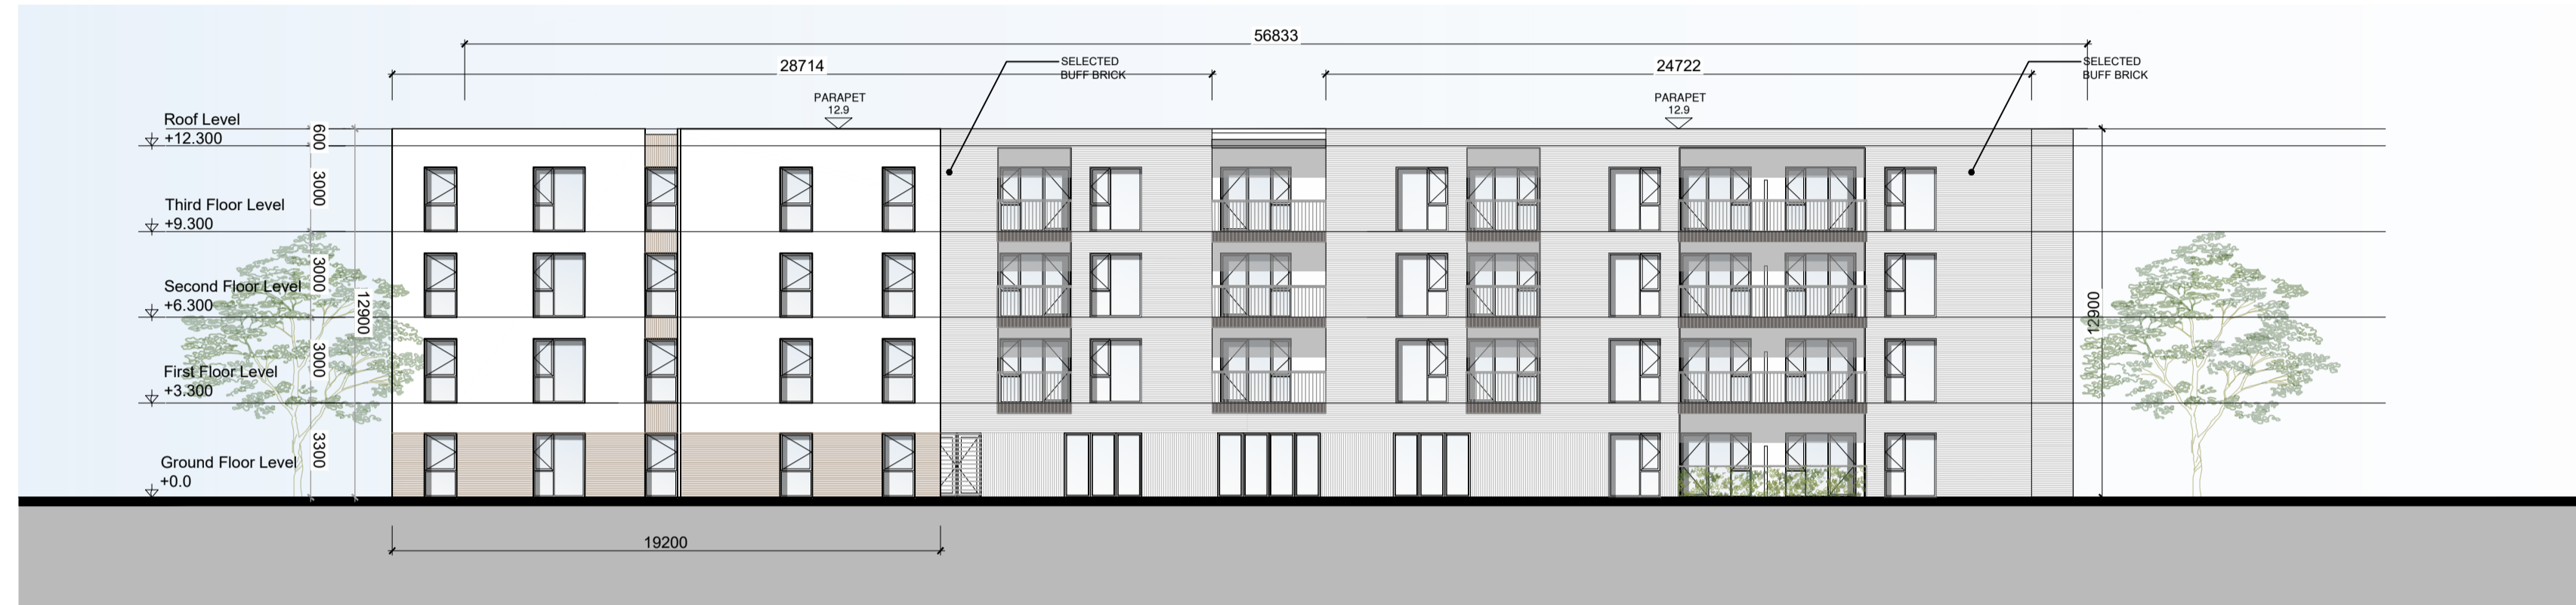 56833
28714
24722
SELECTED
BUFF BRICK
SELECTED
BUFF BRICK
PARAPET
12.9
PARAPET
12.9
Roof Level
+12.300
600
3000
Third Floor Level
+9.300
3000
Second Floor Level
+6.300
12900
12900
3000
First Floor Level
+3.300
3300
Ground Floor Level
+0.0
19200